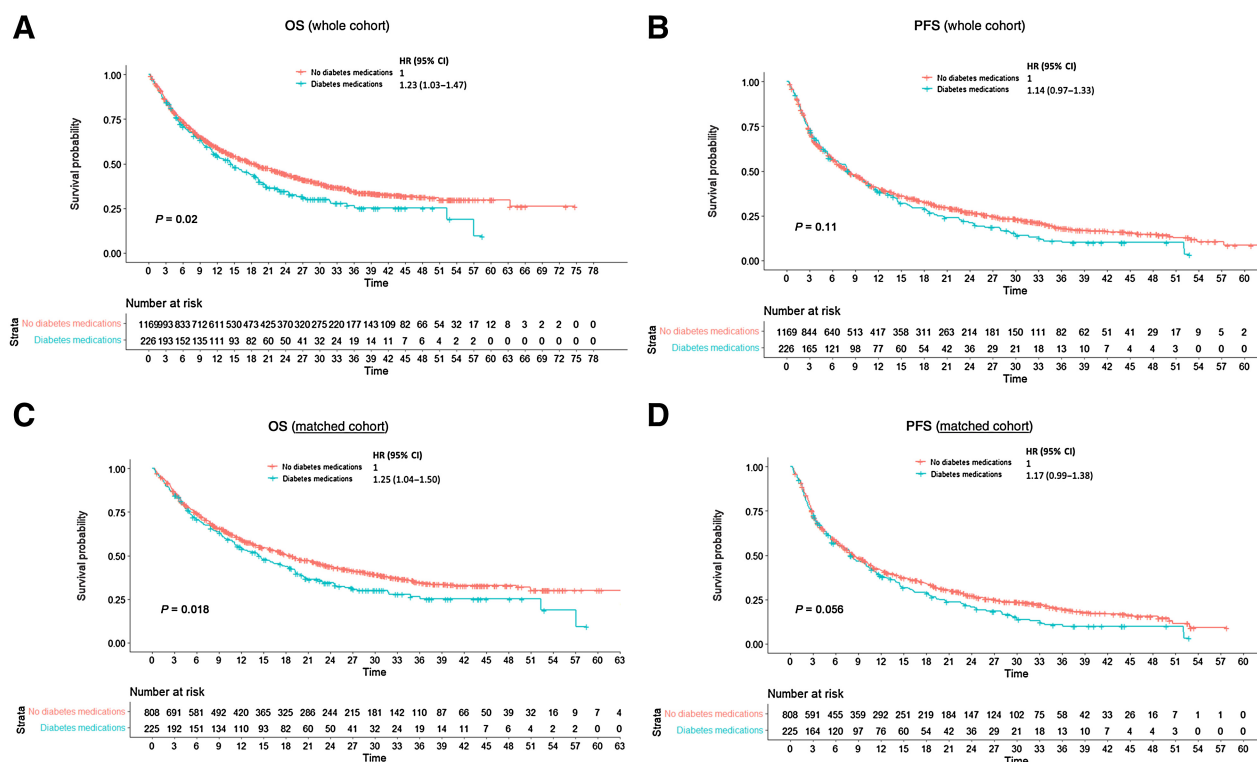 A
OS (whole cohort)
HR (95% CI)
No diabetes medications 1
Diabetes medications 1.23 (1.03–1.47)
1.00
0.75
0.50
0.25
0.00
Survival probability
P = 0.02
0 3 6 9 12 15 18 21 24 27 30 33 36 39 42 45 48 51 54 57 60 63 66 69 72 75 78
Time
Number at risk
Strata
No diabetes medications 1169 993 833 712 611 530 473 425 370 320 275 220 177 143 109 82 66 54 32 17 12 8 3 2 2 0 0
Diabetes medications 226 193 152 135 111 93 82 60 50 41 32 24 19 14 11 7 6 4 2 2 0 0 0 0 0 0 0
0 3 6 9 12 15 18 21 24 27 30 33 36 39 42 45 48 51 54 57 60 63 66 69 72 75 78
Time
B
PFS (whole cohort)
HR (95% CI)
No diabetes medications 1
Diabetes medications 1.14 (0.97–1.33)
1.00
0.75
0.50
0.25
0.00
Survival probability
P = 0.11
0 3 6 9 12 15 18 21 24 27 30 33 36 39 42 45 48 51 54 57 60
Time
Number at risk
Strata
No diabetes medications 1169 844 640 513 417 358 311 263 214 181 150 111 82 62 51 41 29 17 9 5 2
Diabetes medications 226 165 121 98 77 60 54 42 36 29 21 18 13 10 7 4 4 3 0 0 0
0 3 6 9 12 15 18 21 24 27 30 33 36 39 42 45 48 51 54 57 60
Time
C
OS (matched cohort)
HR (95% CI)
No diabetes medications 1
Diabetes medications 1.25 (1.04–1.50)
1.00
0.75
0.50
0.25
0.00
Survival probability
P = 0.018
0 3 6 9 12 15 18 21 24 27 30 33 36 39 42 45 48 51 54 57 60 63
Time
Number at risk
Strata
No diabetes medications 808 691 581 492 420 365 325 286 244 215 181 142 110 87 66 50 39 32 16 9 7 4
Diabetes medications 225 192 151 134 110 93 82 60 50 41 32 24 19 14 11 7 6 4 2 2 0 0
0 3 6 9 12 15 18 21 24 27 30 33 36 39 42 45 48 51 54 57 60 63
Time
D
PFS (matched cohort)
HR (95% CI)
No diabetes medications 1
Diabetes medications 1.17 (0.99–1.38)
1.00
0.75
0.50
0.25
0.00
Survival probability
P = 0.056
0 3 6 9 12 15 18 21 24 27 30 33 36 39 42 45 48 51 54 57 60
Time
Number at risk
Strata
No diabetes medications 808 591 455 359 292 251 219 184 147 124 102 75 58 42 37 26 16 7 1 1 0
Diabetes medications 225 164 120 97 76 60 54 42 36 29 21 18 13 10 7 4 4 3 0 0 0
0 3 6 9 12 15 18 21 24 27 30 33 36 39 42 45 48 51 54 57 60
Time